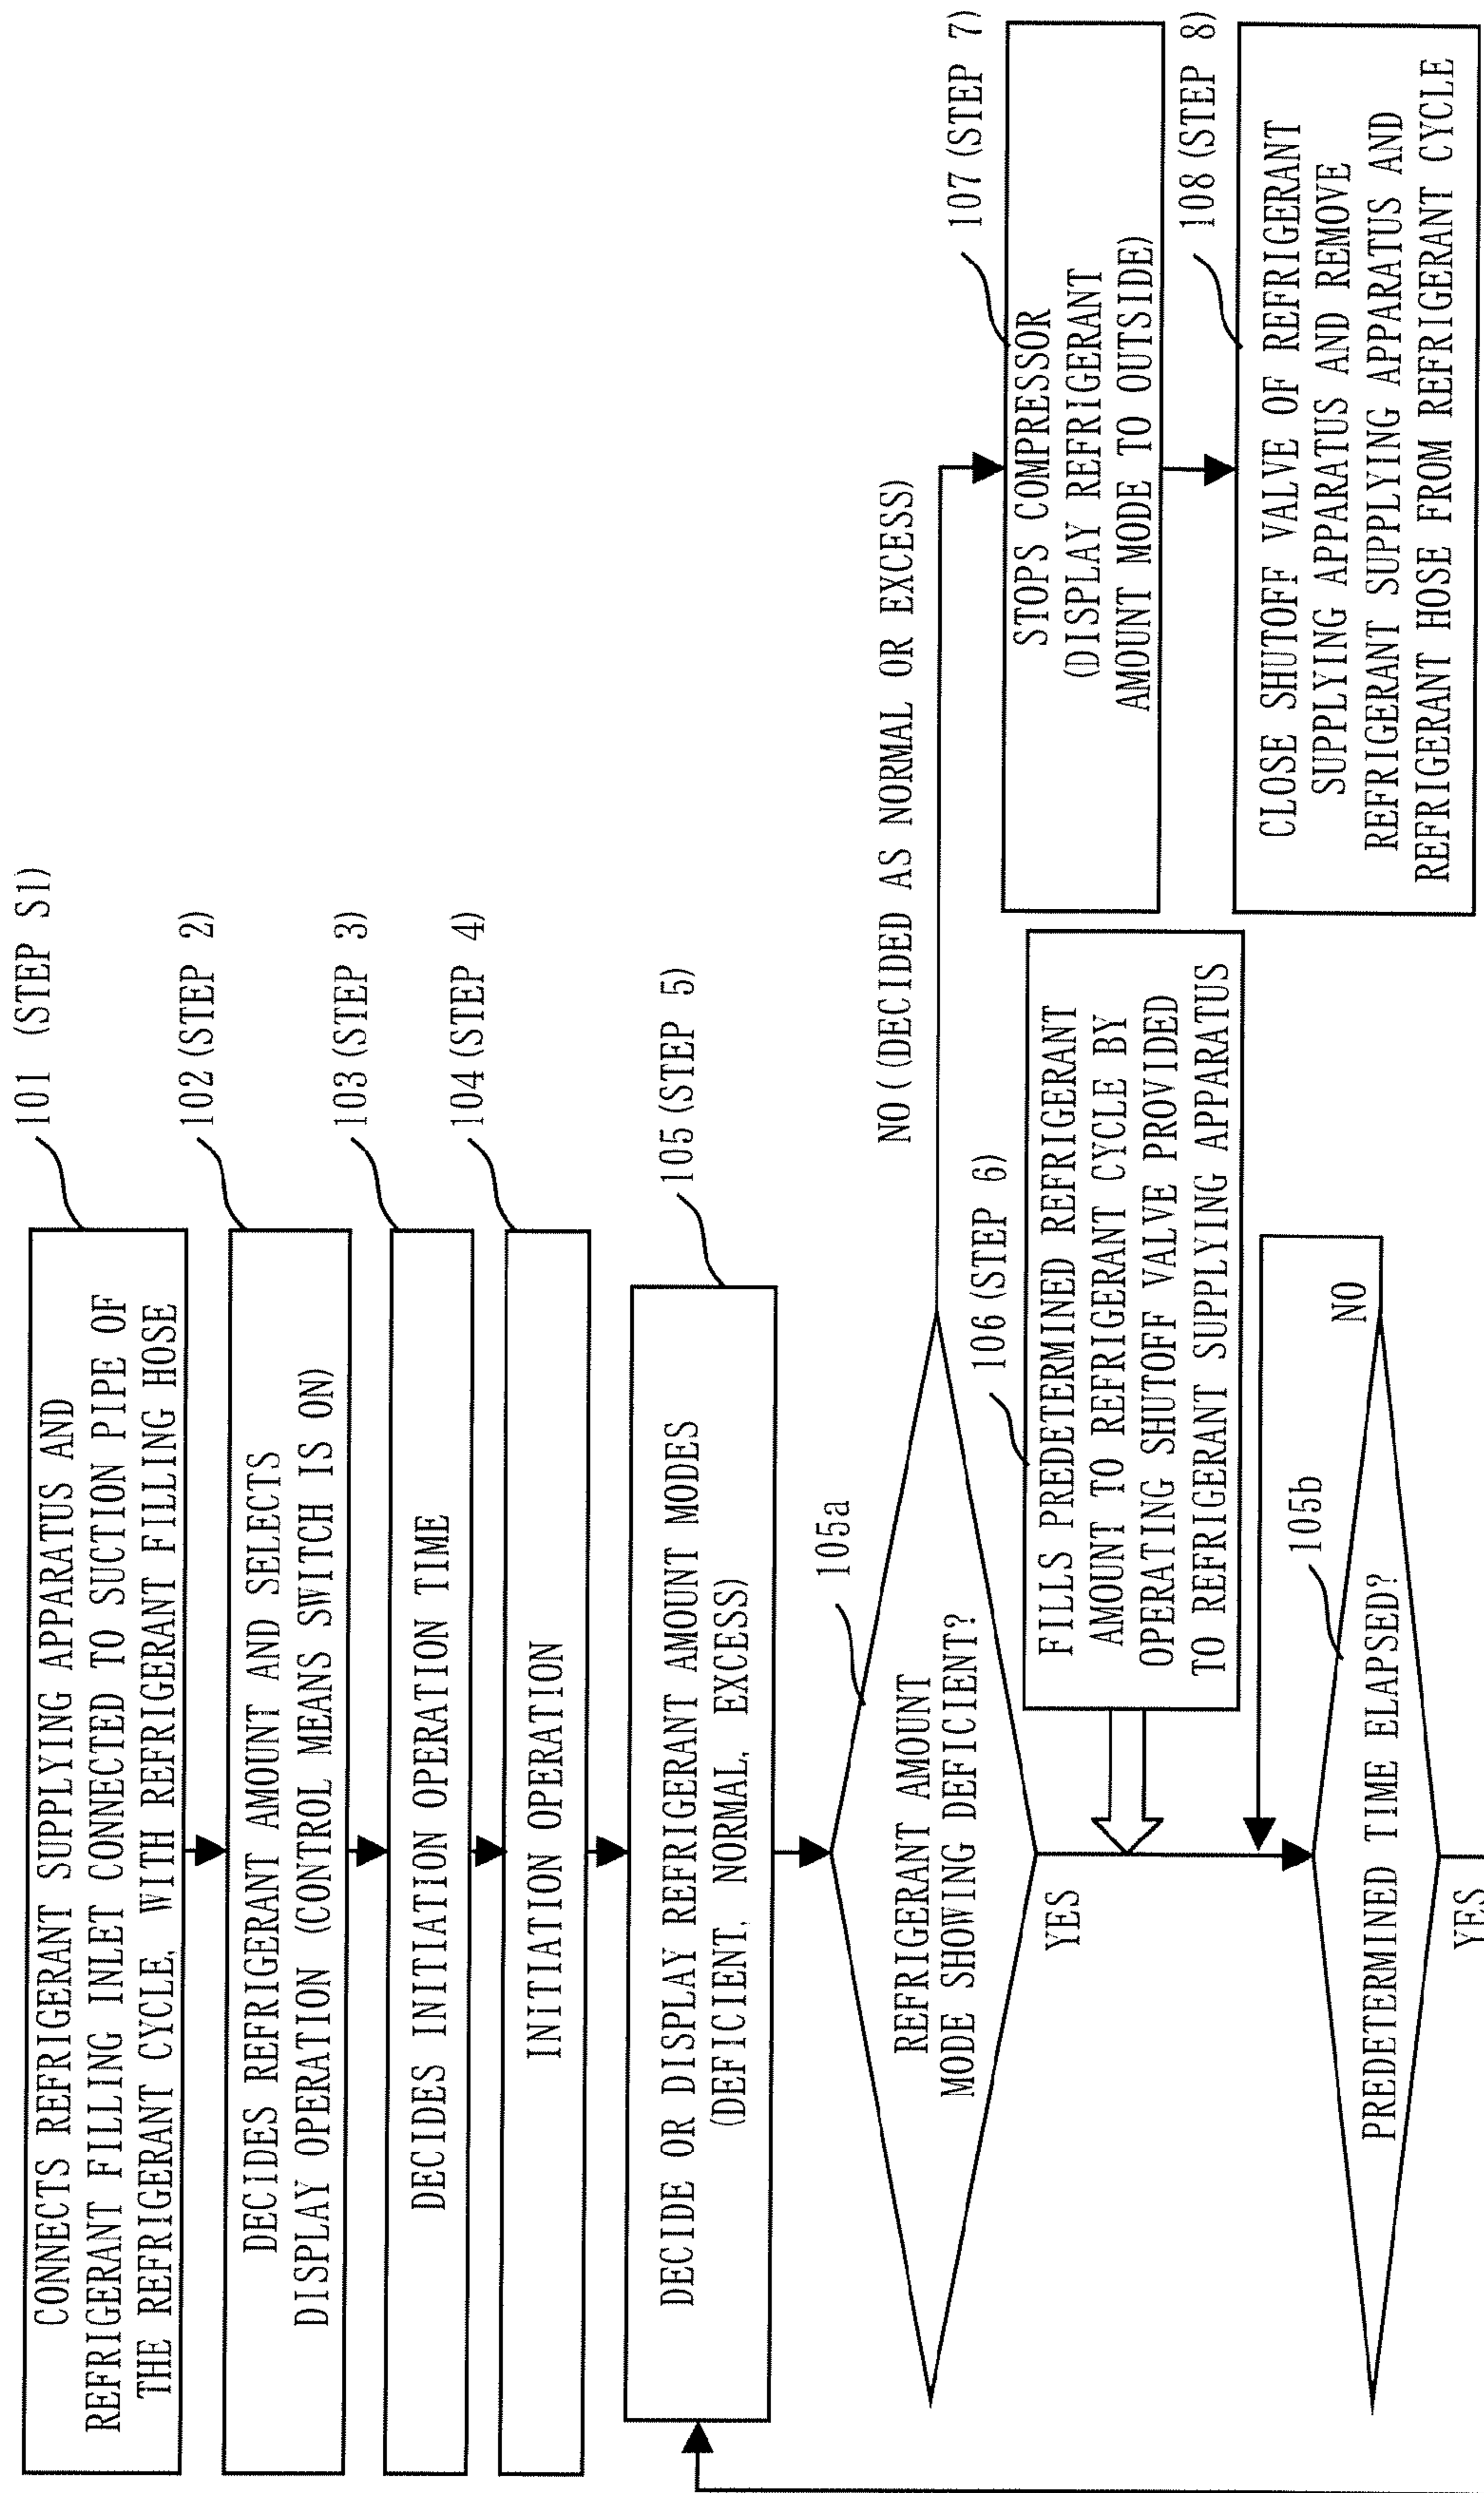 101 (STEP S1)
CONNECTS REFRIGERANT SUPPLYING APPARATUS AND
REFRIGERANT FILLING INLET CONNECTED TO SUCTION PIPE OF
THE REFRIGERANT CYCLE, WITH REFRIGERANT FILLING HOSE
102 (STEP 2)
DECIDES REFRIGERANT AMOUNT AND SELECTS
DISPLAY OPERATION (CONTROL MEANS SWITCH IS ON)
103 (STEP 3)
DECIDES INITIATION OPERATION TIME
104 (STEP 4)
INITIATION OPERATION
105 (STEP 5)
DECIDE OR DISPLAY REFRIGERANT AMOUNT MODES
(DEFICIENT, NORMAL, EXCESS)
105a
REFRIGERANT AMOUNT
MODE SHOWING DEFICIENT?
NO ((DECIDED AS NORMAL OR EXCESS)
YES
106 (STEP 6)
FILLS PREDETERMINED REFRIGERANT
AMOUNT TO REFRIGERANT CYCLE BY
OPERATING SHUTOFF VALVE PROVIDED
TO REFRIGERANT SUPPLYING APPARATUS
105b
PREDETERMINED TIME ELAPSED?
NO
YES
107 (STEP 7)
STOPS COMPRESSOR
(DISPLAY REFRIGERANT
AMOUNT MODE TO OUTSIDE)
108 (STEP 8)
CLOSE SHUTOFF VALVE OF REFRIGERANT
SUPPLYING APPARATUS AND REMOVE
REFRIGERANT SUPPLYING APPARATUS AND
REFRIGERANT HOSE FROM REFRIGERANT CYCLE